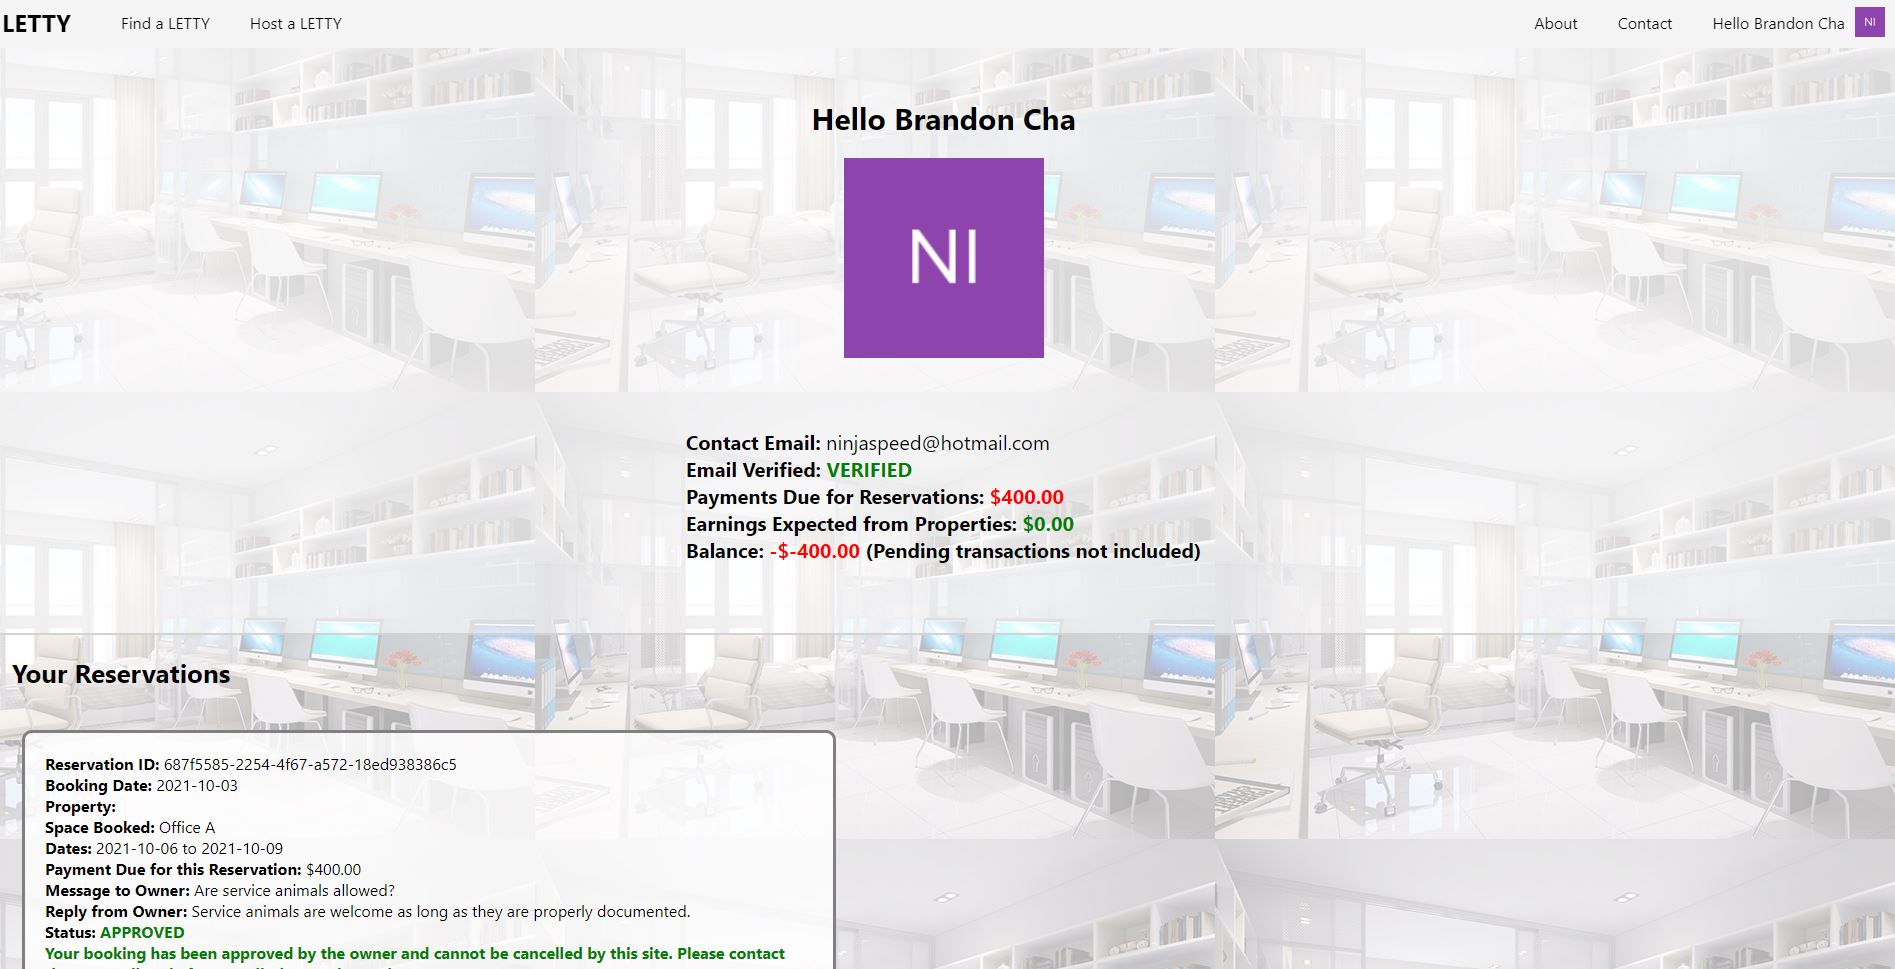 LETTY Find a LETTY Host a LETTY About Contact Hello Brandon Cha NI
Hello Brandon Cha
NI
Contact Email: ninjaspeed@hotmail.com
Email Verified: VERIFIED
Payments Due for Reservations: $400.00
Earnings Expected from Properties: $0.00
Balance: -$-400.00 (Pending transactions not included)
Your Reservations
Reservation ID: 687f5585-2254-4f67-a572-18ed938386c5
Booking Date: 2021-10-03
Property:
Space Booked: Office A
Dates: 2021-10-06 to 2021-10-09
Payment Due for this Reservation: $400.00
Message to Owner: Are service animals allowed?
Reply from Owner: Service animals are welcome as long as they are properly documented.
Status: APPROVED
Your booking has been approved by the owner and cannot be cancelled by this site. Please contact